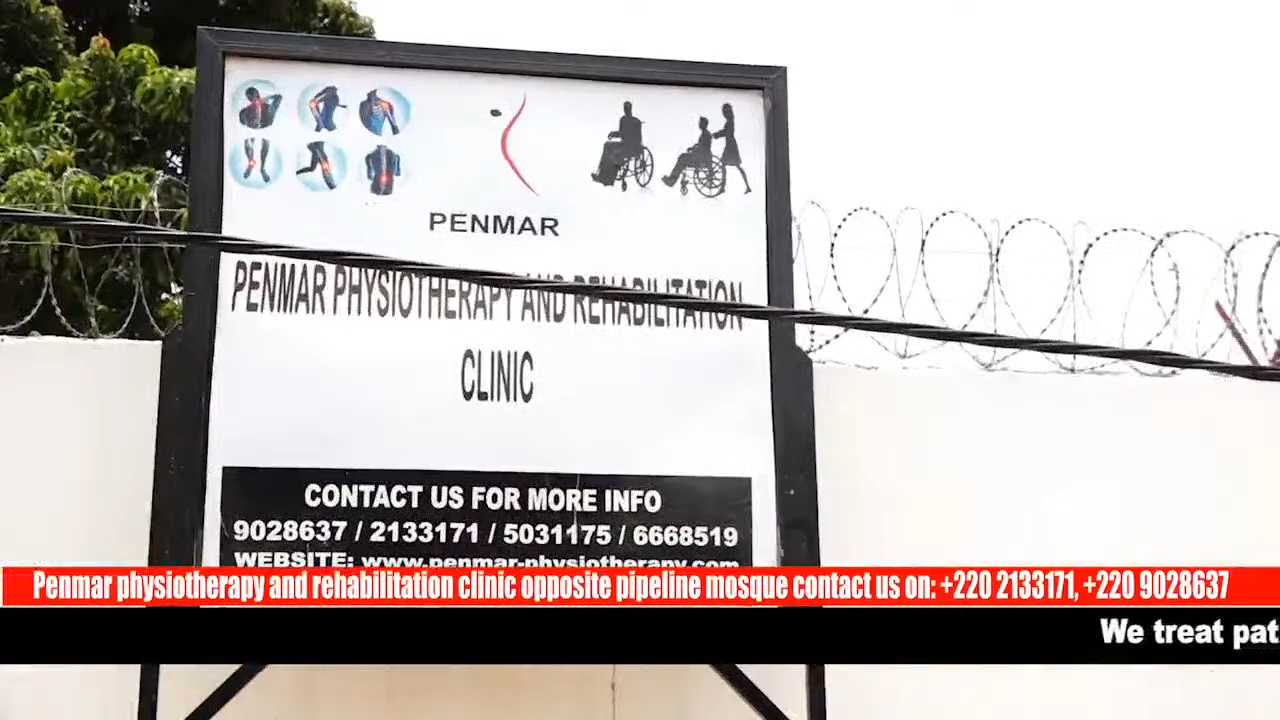 PENMAR
PENMAR PHYSIOTHERAPY AND REHABILITATION
CLINIC
CONTACT US FOR MORE INFO
9028637 / 2133171 / 5031175 / 6668519
WEBSITE: www.penmar-physiotherapy.com
Penmar physiotherapy and rehabilitation clinic opposite pipeline mosque contact us on: +220 2133171, +220 9028637
We treat pat